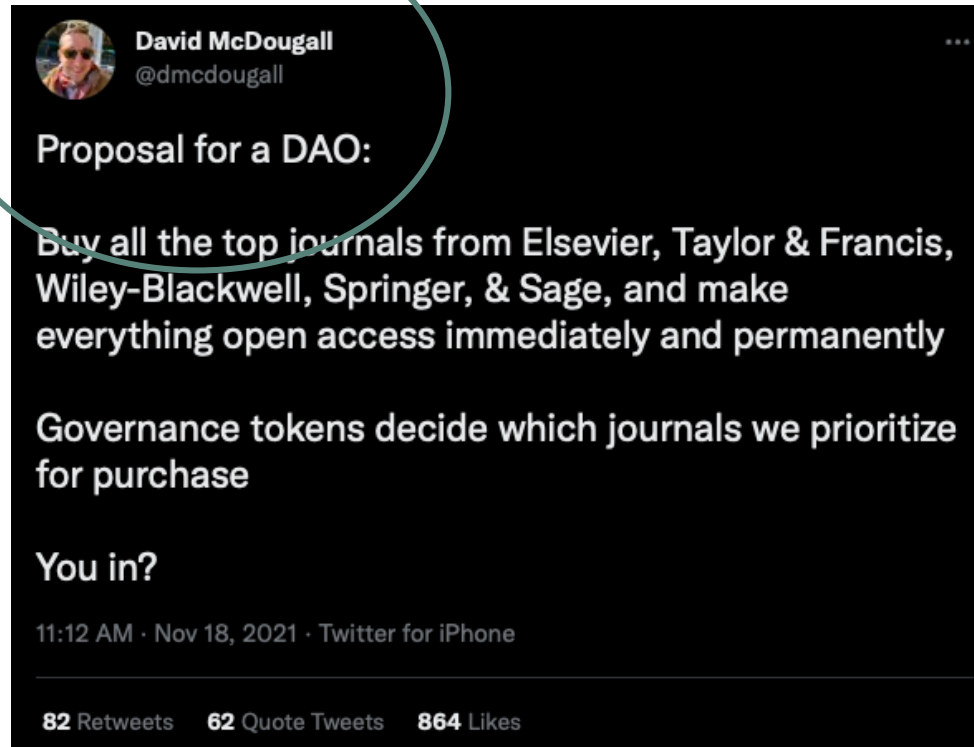 David McDougall
@dmcdougall
Proposal for a DAO:
Buy all the top journals from Elsevier, Taylor & Francis,
Wiley-Blackwell, Springer, & Sage, and make
everything open access immediately and permanently
Governance tokens decide which journals we prioritize
for purchase
You in?
11:12 AM · Nov 18, 2021 · Twitter for iPhone
82 Retweets 62 Quote Tweets 864 Likes